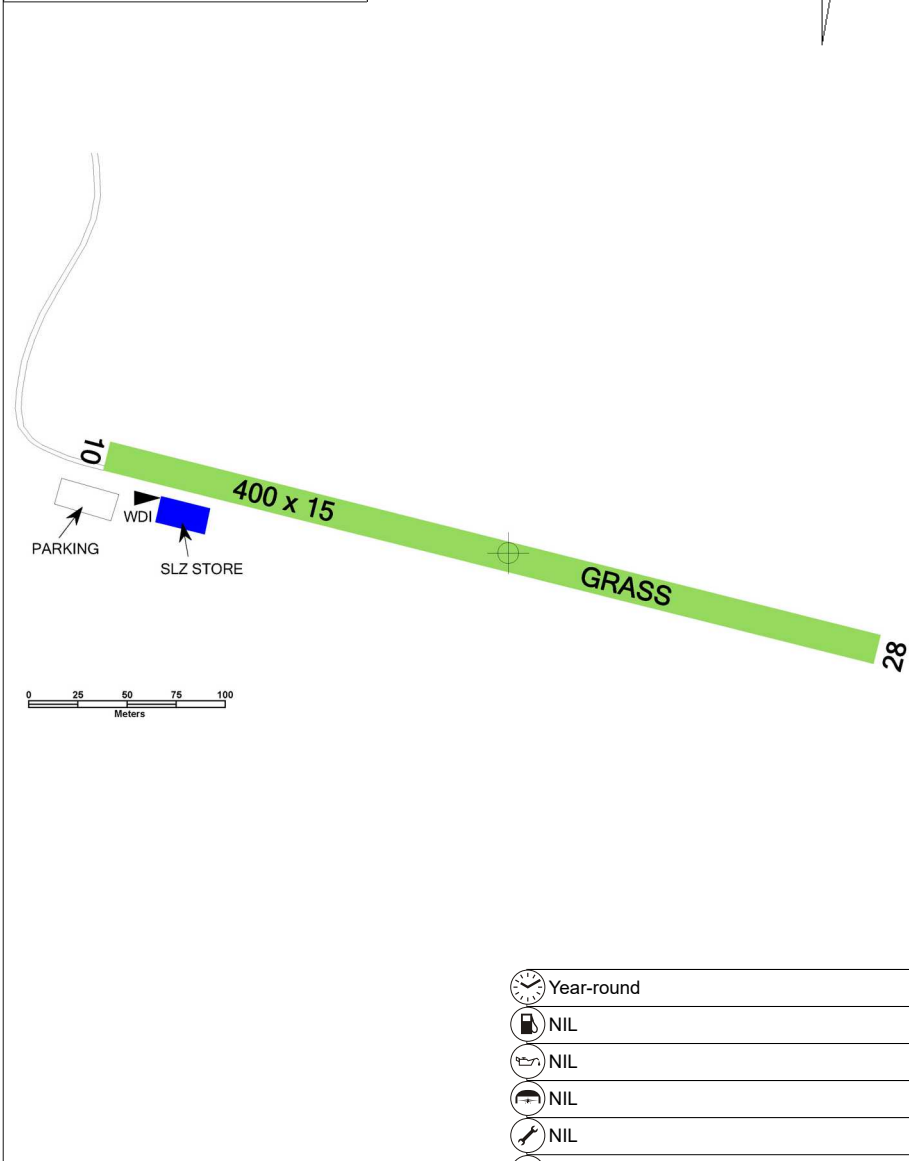 10
400 x 15
WDI
PARKING
SLZ STORE
GRASS
28
0 25 50 75 100
Meters
Year-round
NIL
NIL
NIL
NIL